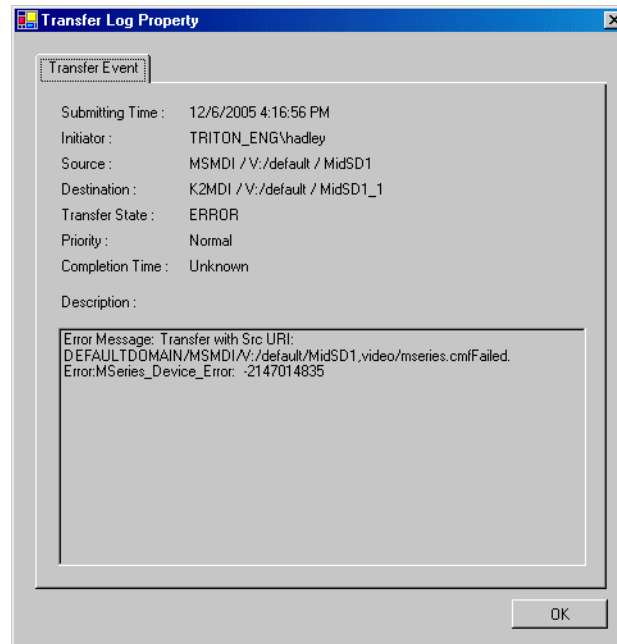 Transfer Log Property
Transfer Event
Submitting Time : 12/6/2005 4:16:56 PM
Initiator : TRITON_ENG\hadley
Source : MSMDI / V:/default / MidSD1
Destination : K2MDI / V:/default / MidSD1_1
Transfer State : ERROR
Priority : Normal
Completion Time : Unknown
Description :
Error Message: Transfer with Src URI:
DEFAULTDOMAIN/MSMDI/V:/default/MidSD1,video/mseries.cmfFailed.
Error:MSeries_Device_Error: -2147014835
OK